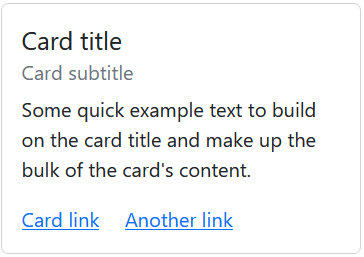 Card title
Card subtitle
Some quick example text to build
on the card title and make up the
bulk of the card's content.
Card link Another link